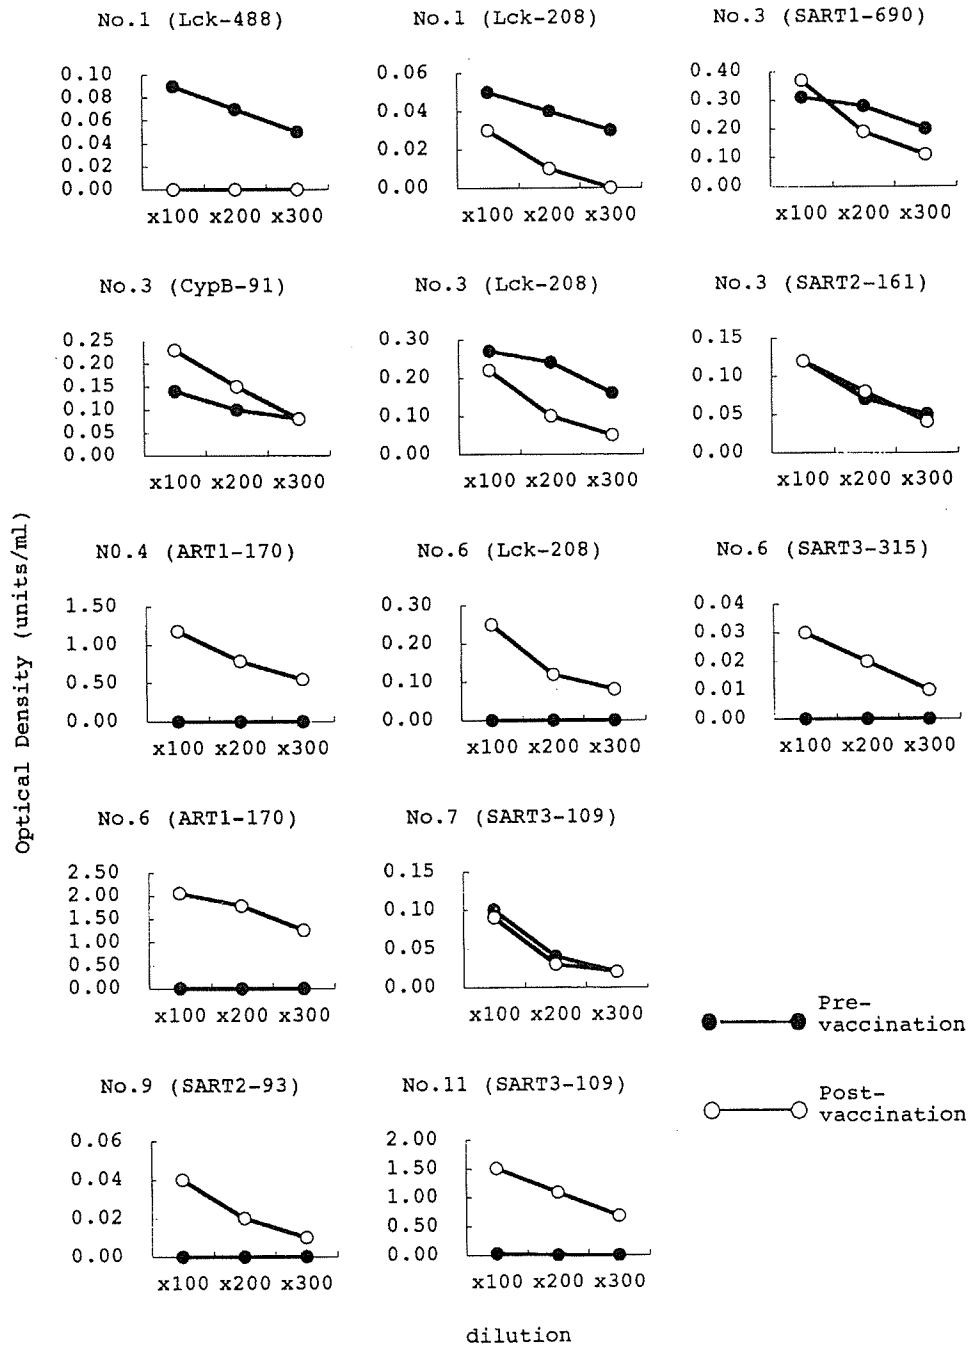 No.1 (Lck-488)
0.10
0.08
0.06
0.04
0.02
0.00
x100 x200 x300
No.1 (Lck-208)
0.06
0.04
0.02
0.00
x100 x200 x300
No.3 (SART1-690)
0.40
0.30
0.20
0.10
0.00
x100 x200 x300
No.3 (CypB-91)
0.25
0.20
0.15
0.10
0.05
0.00
x100 x200 x300
No.3 (Lck-208)
0.30
0.20
0.10
0.00
x100 x200 x300
No.3 (SART2-161)
0.15
0.10
0.05
0.00
x100 x200 x300
Optical Density (units/ml)
N0.4 (ART1-170)
1.50
1.00
0.50
0.00
x100 x200 x300
No.6 (Lck-208)
0.30
0.20
0.10
0.00
x100 x200 x300
No.6 (SART3-315)
0.04
0.03
0.02
0.01
0.00
x100 x200 x300
No.6 (ART1-170)
2.50
2.00
1.50
1.00
0.50
0.00
x100 x200 x300
No.7 (SART3-109)
0.15
0.10
0.05
0.00
x100 x200 x300
Pre-
vaccination
Post-
vaccination
No.9 (SART2-93)
0.06
0.04
0.02
0.00
x100 x200 x300
No.11 (SART3-109)
2.00
1.50
1.00
0.50
0.00
x100 x200 x300
dilution